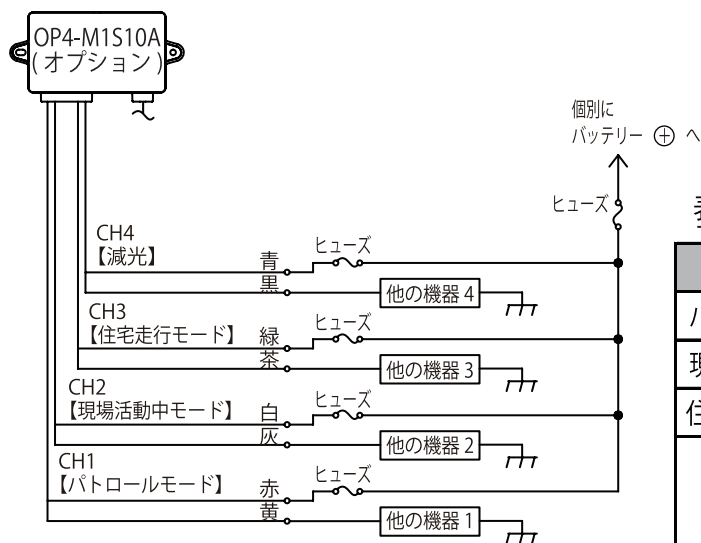 OP4-M1S10A
(オプション)
個別に
バッテリー ⊕ へ
ヒューズ
CH4
【減光】
青
ヒューズ
黒
他の機器 4
CH3
【住宅走行モード】
緑
ヒューズ
茶
他の機器 3
CH2
【現場活動中モード】
白
ヒューズ
灰
他の機器 2
CH1
【パトロールモード】
赤
ヒューズ
黄
他の機器 1
現
住